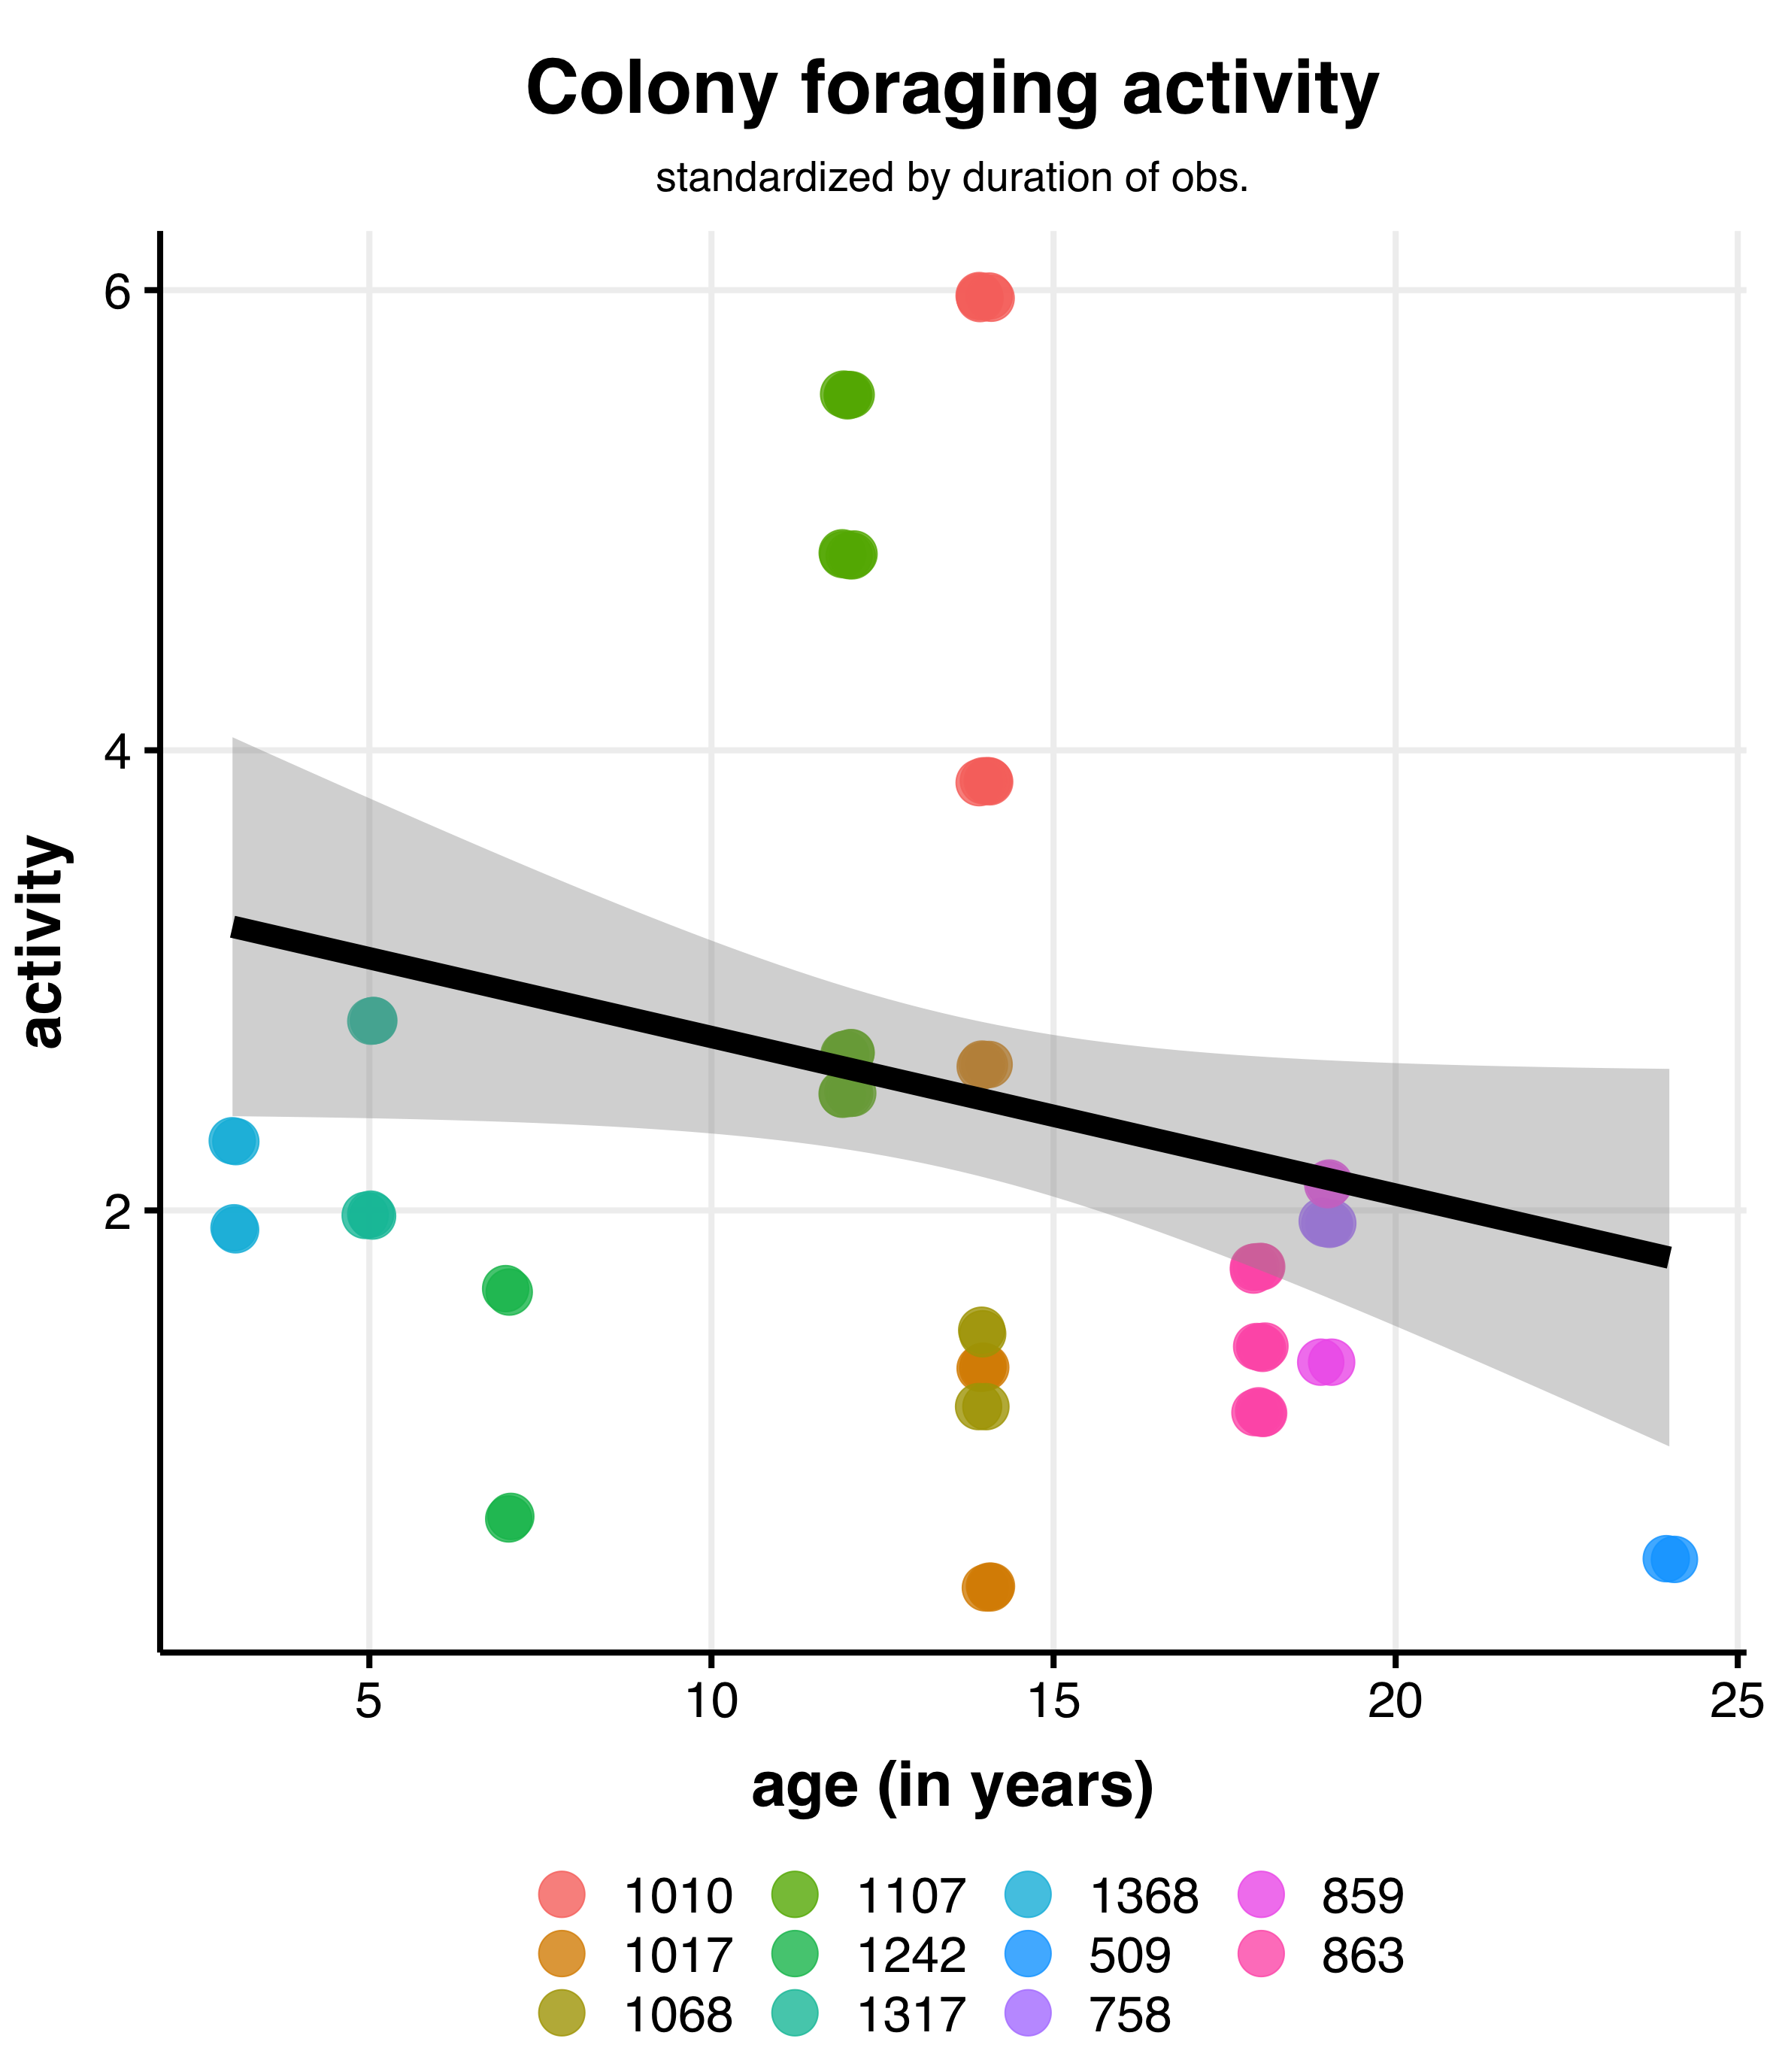 Colony foraging activity
standardized by duration of obs.
6
4
2
activity
5 10 15 20 25
age (in years)
1010 1107 1368 859
1017 1242 509 863
1068 1317 758